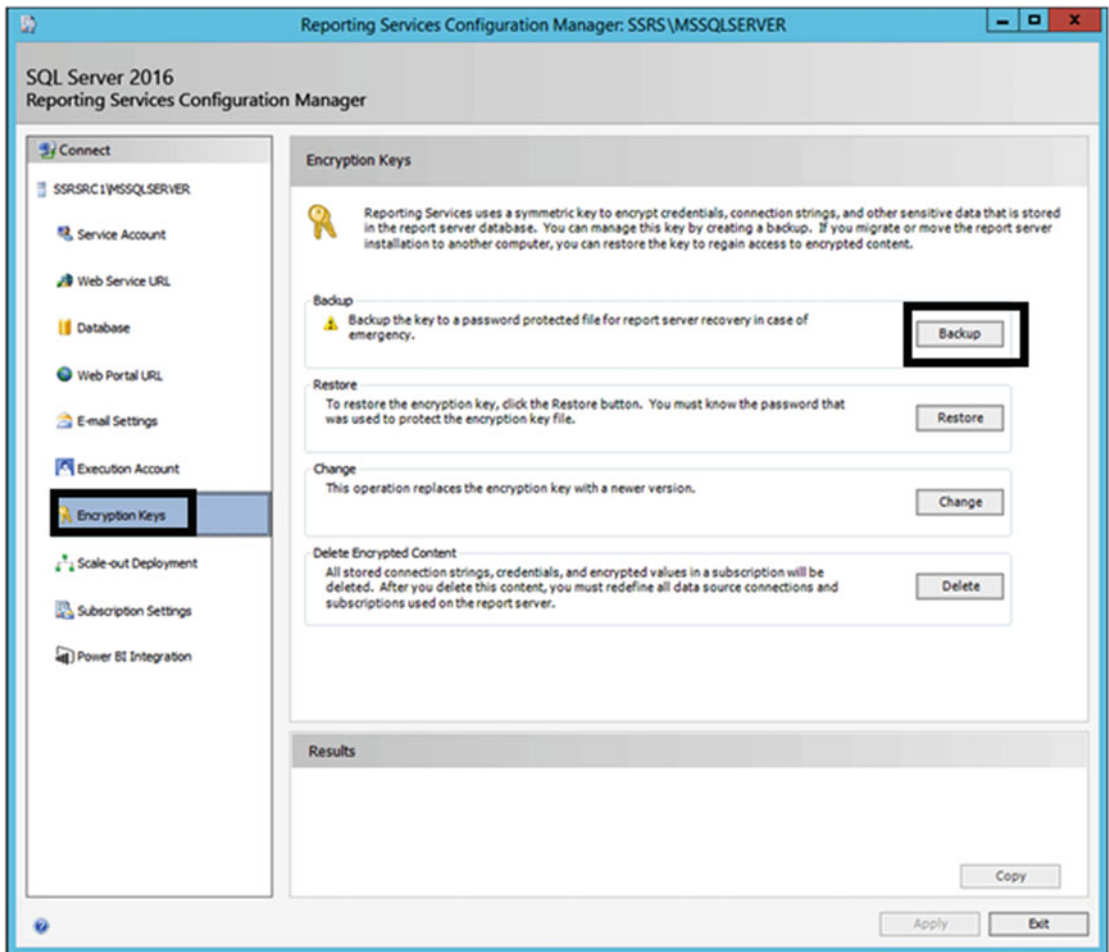 Reporting Services Configuration Manager: SSRS\MSSQLSERVER
SQL Server 2016
Reporting Services Configuration Manager
Connect
SSRSRC1\MSSQLSERVER
Service Account
Web Service URL
Database
Web Portal URL
E-mail Settings
Execution Account
Encryption Keys
Scale-out Deployment
Subscription Settings
Power BI Integration
Encryption Keys
Reporting Services uses a symmetric key to encrypt credentials, connection strings, and other sensitive data that is stored
in the report server database. You can manage this key by creating a backup. If you migrate or move the report server
installation to another computer, you can restore the key to regain access to encrypted content.
Backup
Backup the key to a password protected file for report server recovery in case of
emergency.
Backup
Restore
To restore the encryption key, click the Restore button. You must know the password that
was used to protect the encryption key file.
Restore
Change
This operation replaces the encryption key with a newer version.
Change
Delete Encrypted Content
All stored connection strings, credentials, and encrypted values in a subscription will be
deleted. After you delete this content, you must redefine all data source connections and
subscriptions used on the report server.
Delete
Results
Copy
Apply
Exit